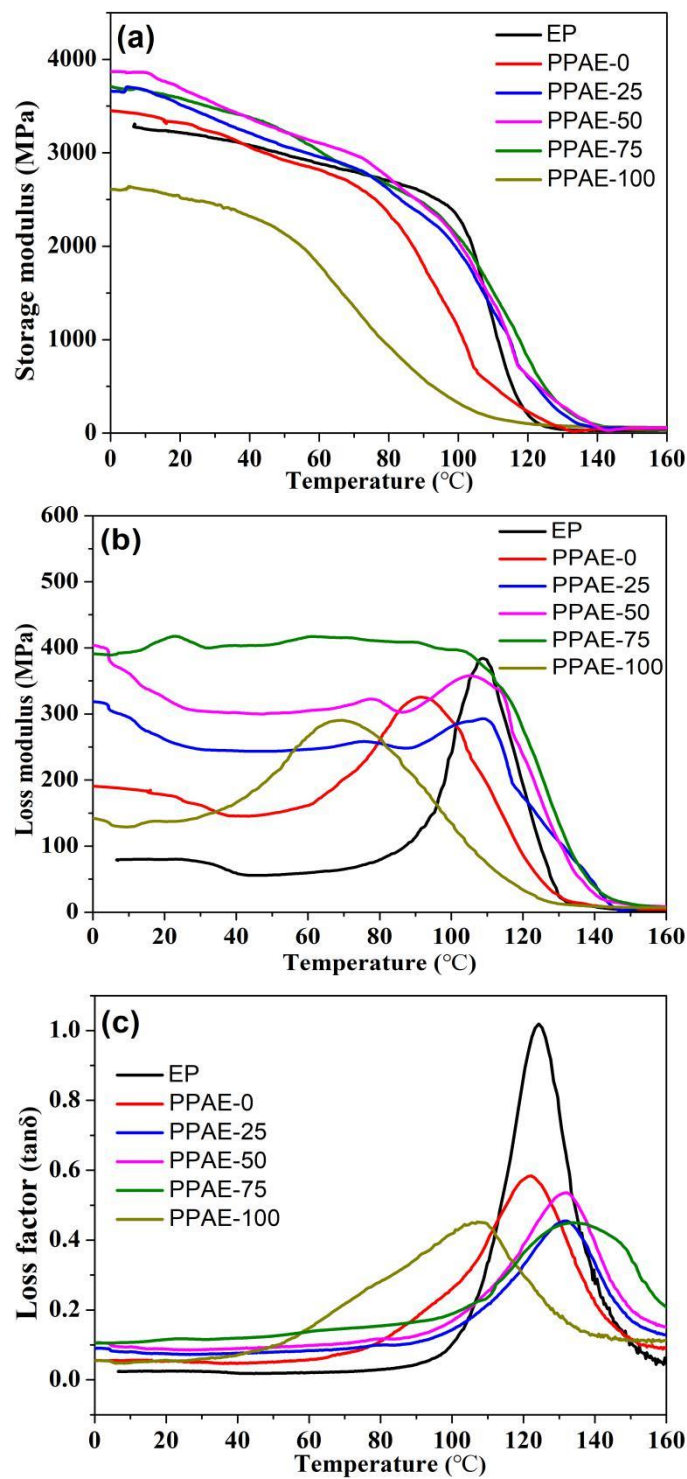 (a)
EP
PPAE-0
PPAE-25
PPAE-50
PPAE-75
PPAE-100
Storage modulus (MPa)
4000
3000
2000
1000
0
0 20 40 60 80 100 120 140 160
Temperature (℃)
(b)
EP
PPAE-0
PPAE-25
PPAE-50
PPAE-75
PPAE-100
Loss modulus (MPa)
600
500
400
300
200
100
0
0 20 40 60 80 100 120 140 160
Temperature (℃)
(c)
EP
PPAE-0
PPAE-25
PPAE-50
PPAE-75
PPAE-100
Loss factor (tanδ)
1.0
0.8
0.6
0.4
0.2
0.0
0 20 40 60 80 100 120 140 160
Temperature (℃)